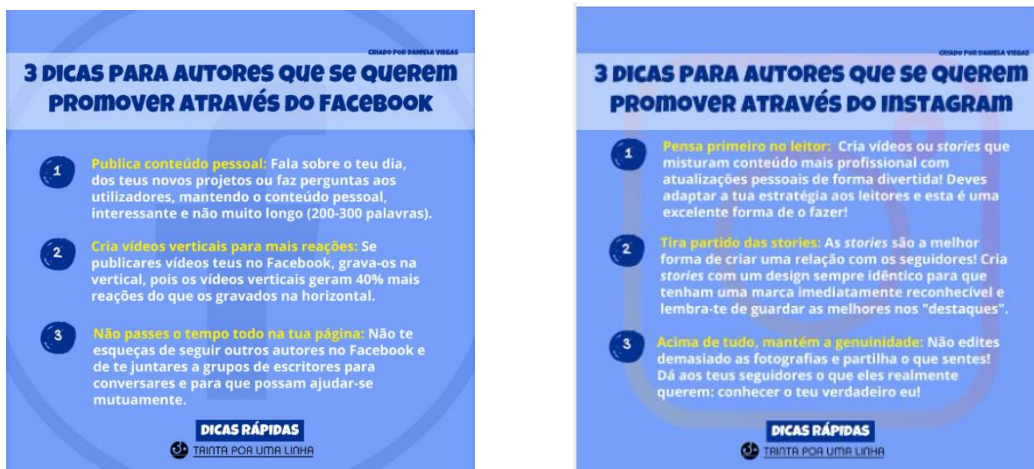 CRIADO POR DANIELA VIEGAS
3 DICAS PARA AUTORES QUE SE QUEREM
PROMOVER ATRAVÉS DO FACEBOOK
1
Publica conteúdo pessoal: Fala sobre o teu dia,
dos teus novos projetos ou faz perguntas aos
utilizadores, mantendo o conteúdo pessoal,
interessante e não muito longo (200-300 palavras).
2
Cria vídeos verticais para mais reações: Se
publicares vídeos teus no Facebook, grava-os na
vertical, pois os vídeos verticais geram 40% mais
reações do que os gravados na horizontal.
3
Não passes o tempo todo na tua página: Não te
esqueças de seguir outros autores no Facebook e
de te juntares a grupos de escritores para
conversares e para que possam ajudar-se
mutuamente.
DICAS RÁPIDAS
TRINTA POR UMA LINHA
CRIADO POR DANIELA VIEGAS
3 DICAS PARA AUTORES QUE SE QUEREM
PROMOVER ATRAVÉS DO INSTAGRAM
1
Pensa primeiro no leitor: Cria vídeos ou stories que
misturam conteúdo mais profissional com
atualizações pessoais de forma divertida! Deves
adaptar a tua estratégia aos leitores e esta é uma
excelente forma de o fazer!
2
Tira partido das stories: As stories são a melhor
forma de criar uma relação com os seguidores! Cria
stories com um design sempre idêntico para que
tenham uma marca imediatamente reconhecível e
lembra-te de guardar as melhores nos "destaques".
3
Acima de tudo, mantém a genuinidade: Não edites
demasiado as fotografias e partilha o que sentes!
Dá aos teus seguidores o que eles realmente
querem: conhecer o teu verdadeiro eu!
DICAS RÁPIDAS
TRINTA POR UMA LINHA